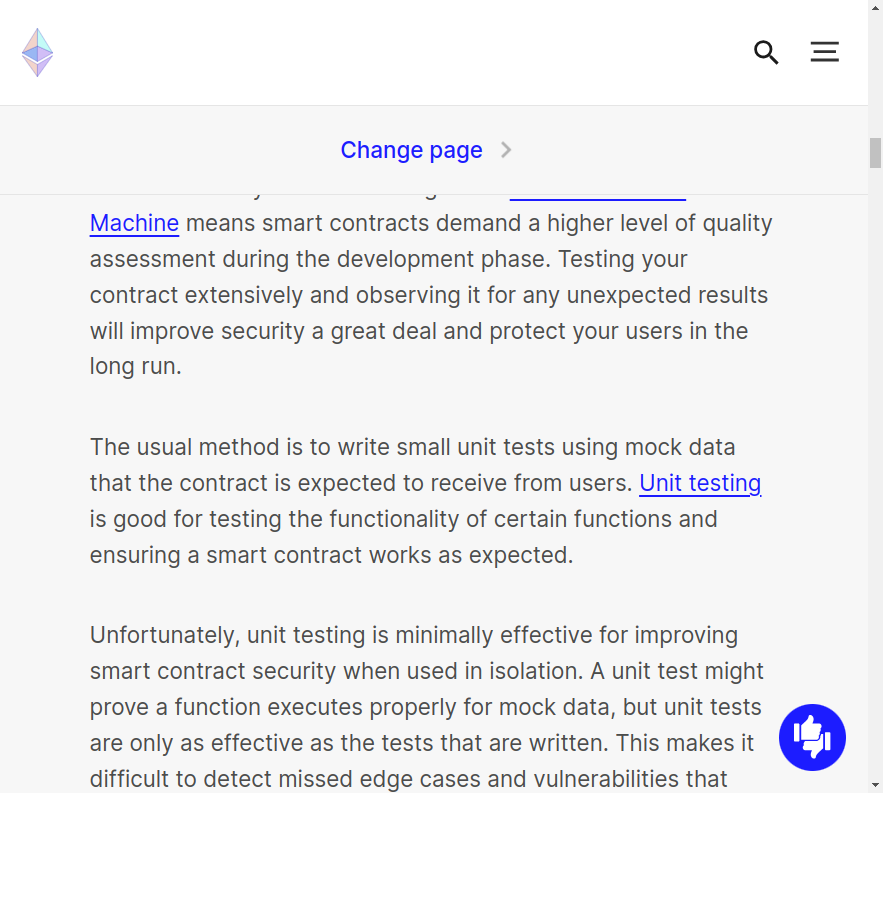 Change page
Machine means smart contracts demand a higher level of quality
assessment during the development phase. Testing your
contract extensively and observing it for any unexpected results
will improve security a great deal and protect your users in the
long run.
The usual method is to write small unit tests using mock data
that the contract is expected to receive from users. Unit testing
is good for testing the functionality of certain functions and
ensuring a smart contract works as expected.
Unfortunately, unit testing is minimally effective for improving
smart contract security when used in isolation. A unit test might
prove a function executes properly for mock data, but unit tests
are only as effective as the tests that are written. This makes it
difficult to detect missed edge cases and vulnerabilities that